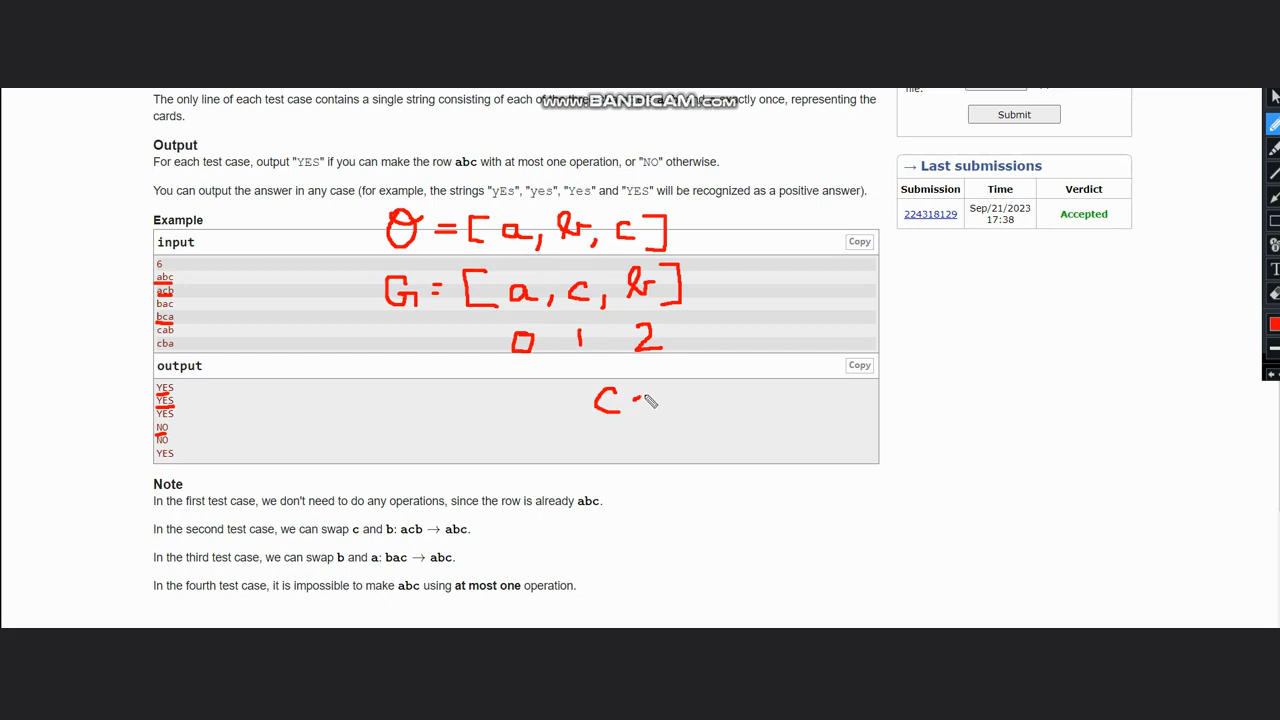 The only line of each test case contains a single string consisting of each of the thre exactly once, representing the
www.BANDICAM.com
cards.
Submit
Output
For each test case, output "YES" if you can make the row abc with at most one operation, or "NO" otherwise.
You can output the answer in any case (for example, the strings "yEs", "yes", "Yes" and "YES" will be recognized as a positive answer).
→ Last submissions
Submission Time Verdict
224318129 Sep/21/2023 17:38 Accepted
Example
input Copy
6
abc
acb
bac
bca
cab
cba
O = [a, b, c]
G = [a, c, b]
0 1 2
output Copy
YES
YES
YES
NO
NO
YES
C
Note
In the first test case, we don't need to do any operations, since the row is already abc.
In the second test case, we can swap c and b: acb → abc.
In the third test case, we can swap b and a: bac → abc.
In the fourth test case, it is impossible to make abc using at most one operation.